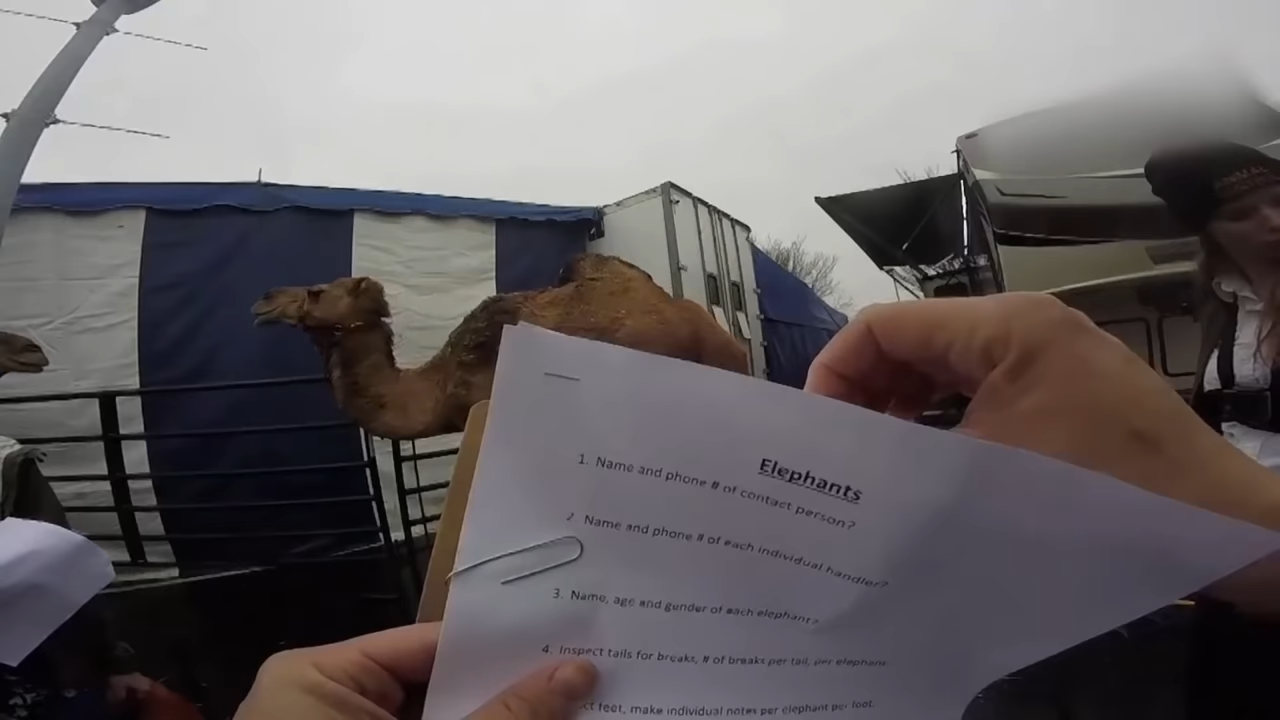 ANIMAL
Elephants
1. Name and phone # of contact person?
2 Name and phone # of each individual handler?
3. Name, age and gender of each elephant?
4. Inspect tails for breaks, # of breaks per tail, per elephant
ct feet, make individual notes per elephant per foot.